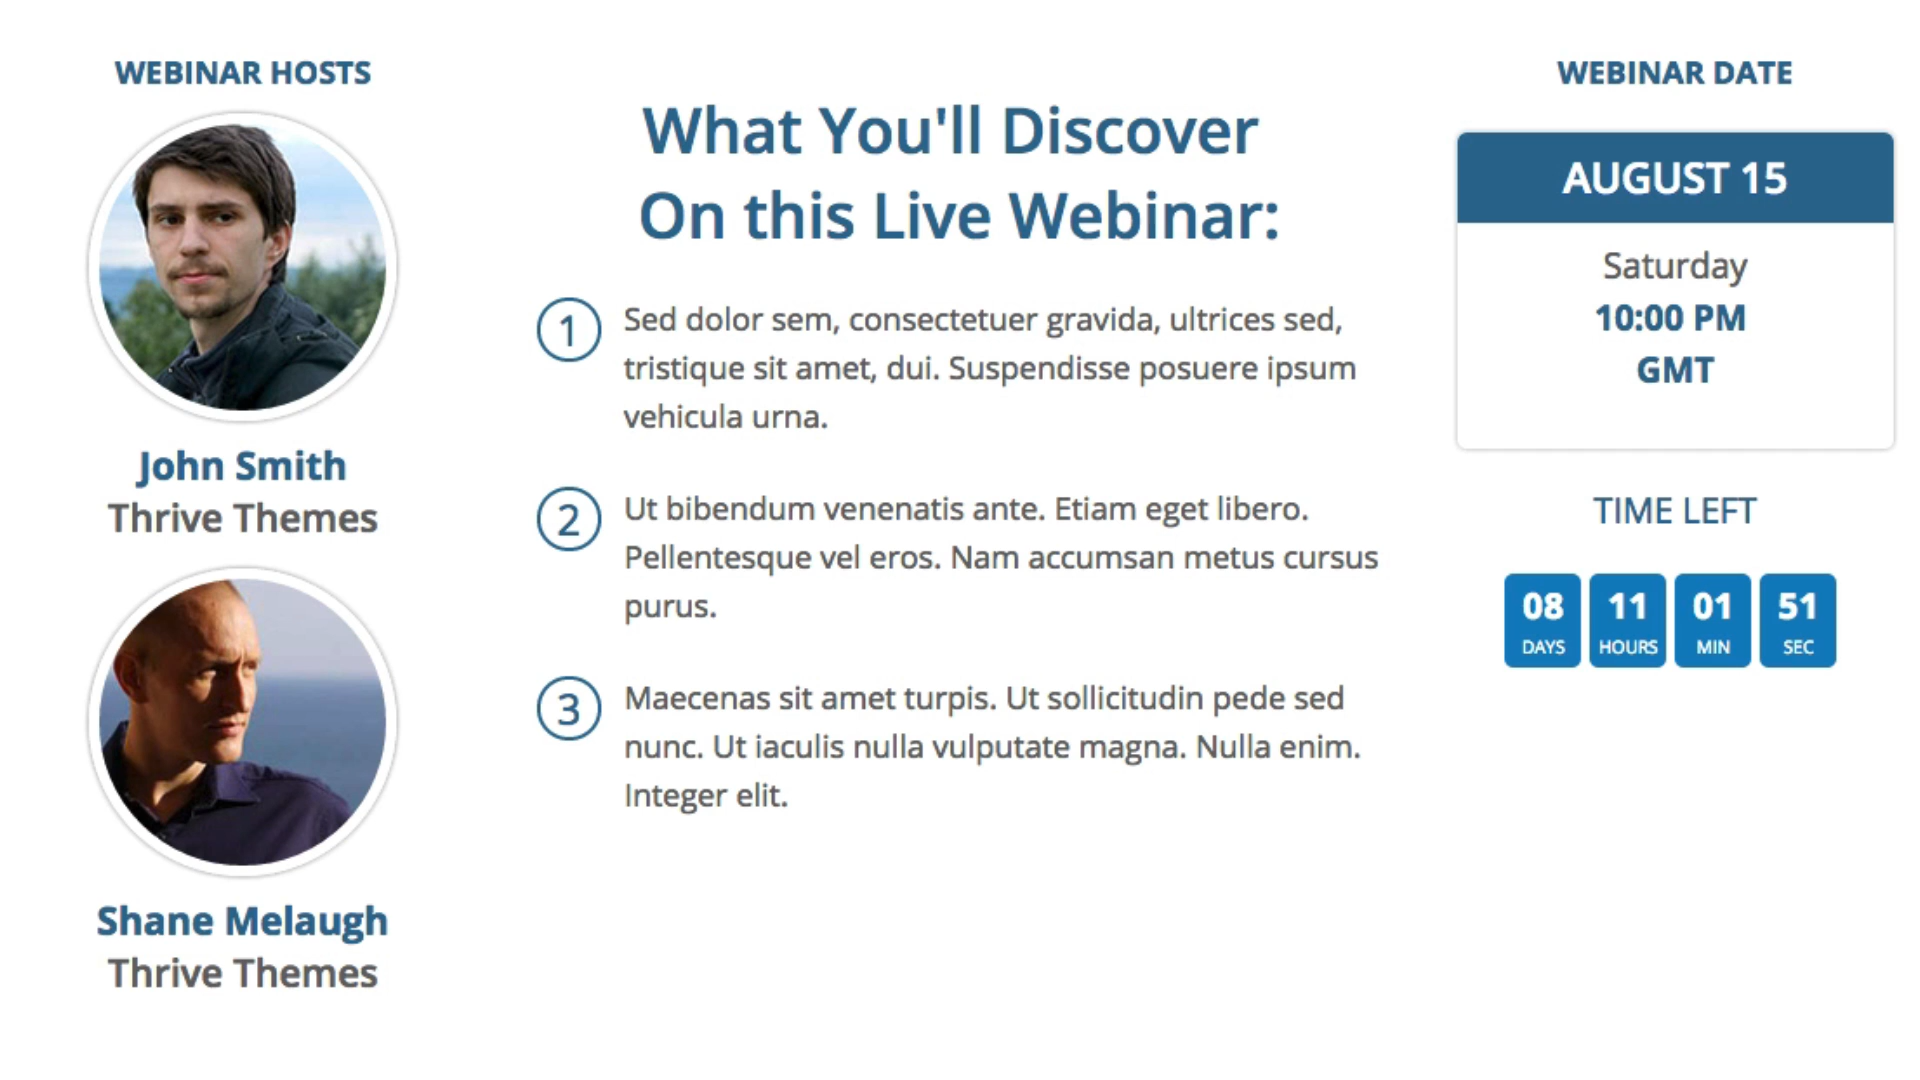 WEBINAR HOSTS
John Smith
Thrive Themes
Shane Melaugh
Thrive Themes
What You'll Discover
On this Live Webinar:
1
Sed dolor sem, consectetuer gravida, ultrices sed,
tristique sit amet, dui. Suspendisse posuere ipsum
vehicula urna.
2
Ut bibendum venenatis ante. Etiam eget libero.
Pellentesque vel eros. Nam accumsan metus cursus
purus.
3
Maecenas sit amet turpis. Ut sollicitudin pede sed
nunc. Ut iaculis nulla vulputate magna. Nulla enim.
Integer elit.
WEBINAR DATE
AUGUST 15
Saturday
10:00 PM
GMT
TIME LEFT
08 11 01 51
DAYS HOURS MIN SEC